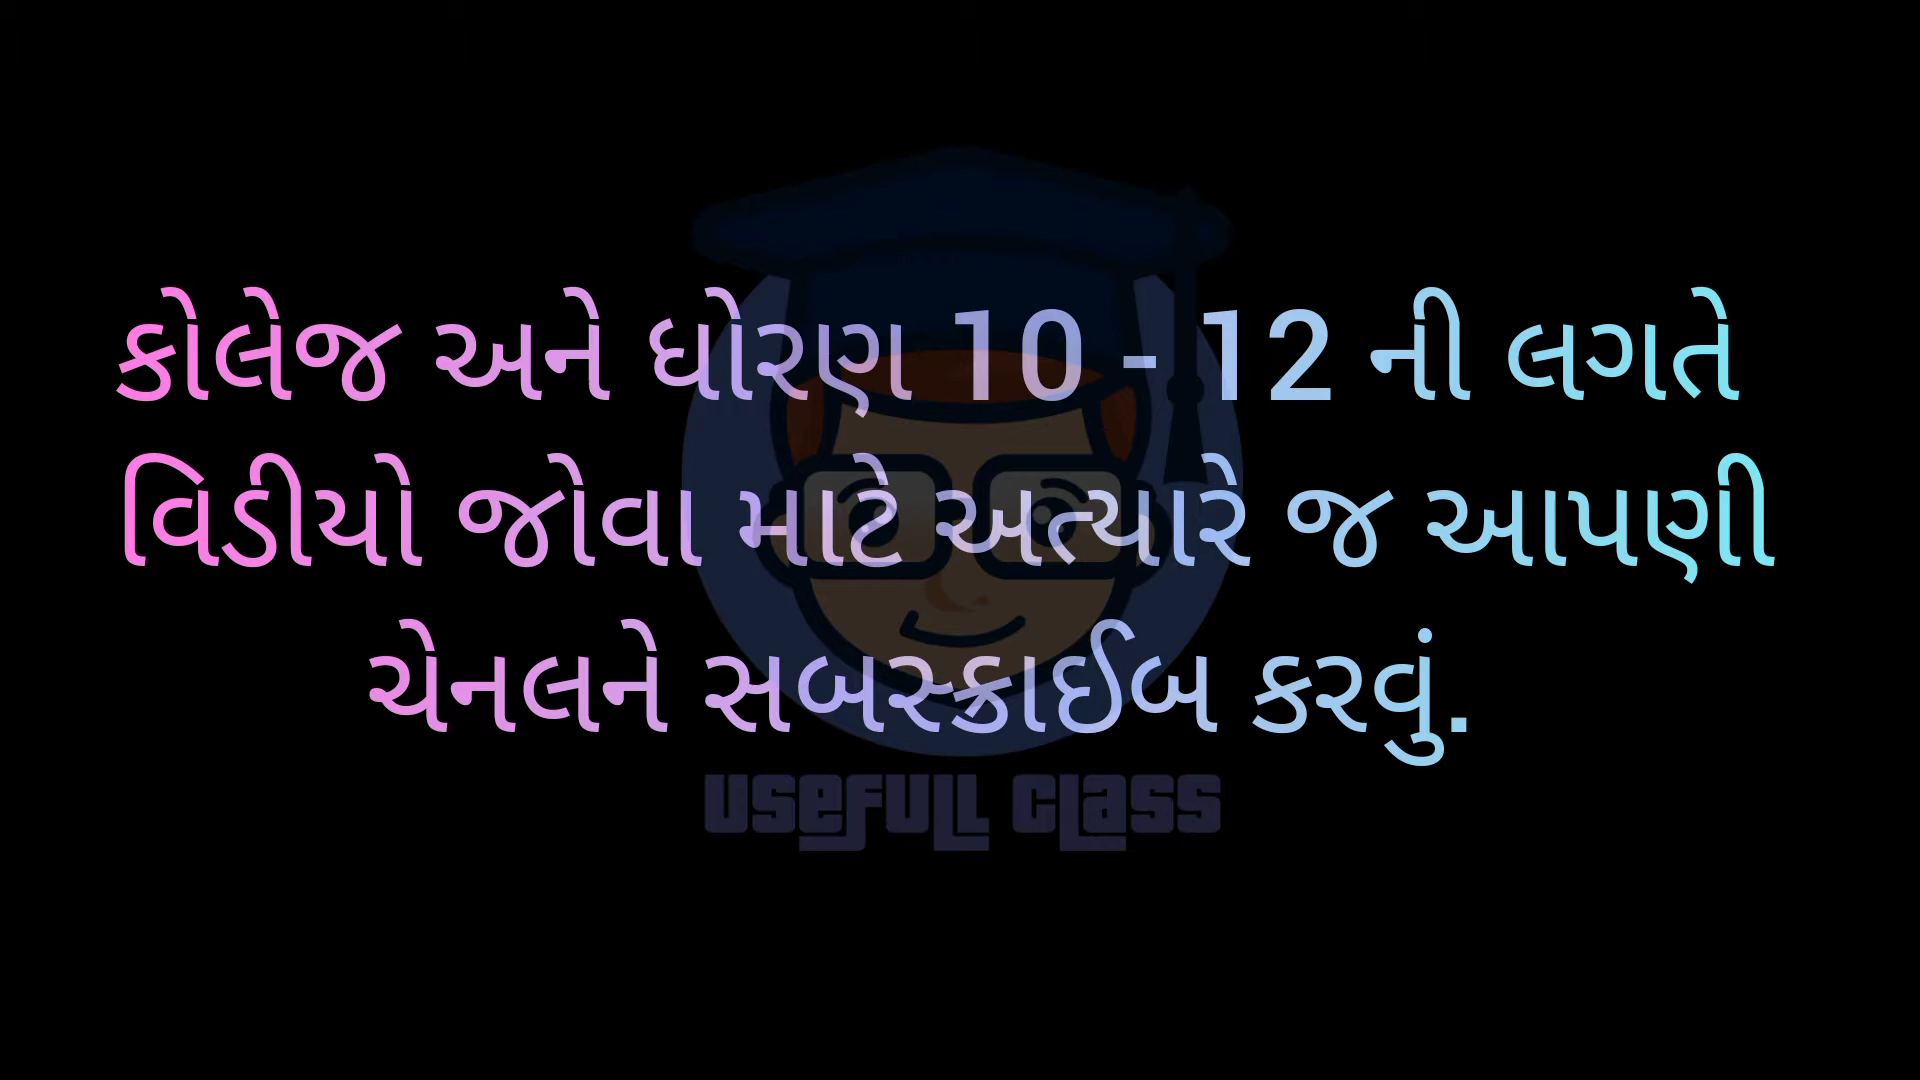 કોલેજ અને ધોરણ 10 - 12 ની લગતે
વિડીયો જોવા માટે અત્યારે જ આપણી
ચેનલને સબસ્ક્રાઈબ કરવું.
USEFULL CLASS